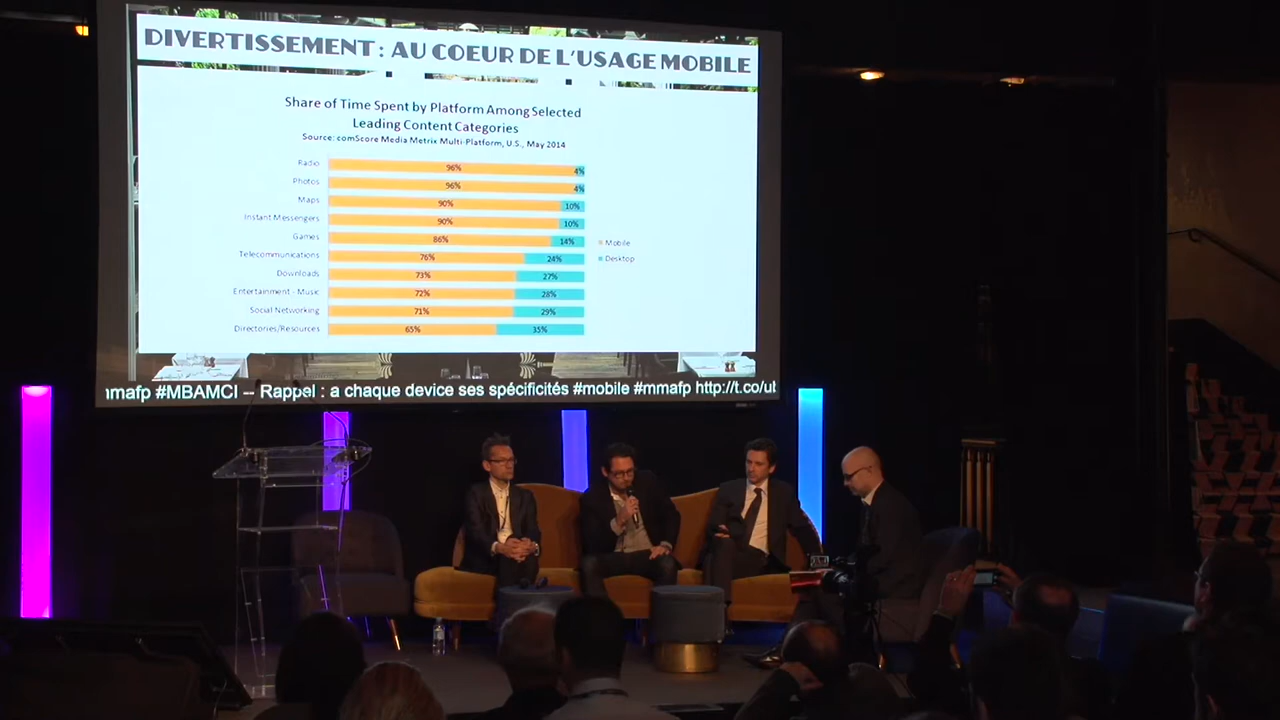 DIVERTISSEMENT : AU COEUR DE L'USAGE MOBILE
Share of Time Spent by Platform Among Selected
Leading Content Categories
Source: comScore Media Metrix Multi-Platform, U.S., May 2014
Radio 96% 4%
Photos 96% 4%
Maps 90% 10%
Instant Messengers 90% 10%
Games 86% 14%
Telecommunications 76% 24%
Downloads 73% 27%
Entertainment - Music 72% 28%
Social Networking 71% 29%
Directories/Resources 65% 35%
Mobile
Desktop
mmafp #MBAMCI -- Rappel : a chaque device ses spécificités #mobile #mmafp http://t.co/ut